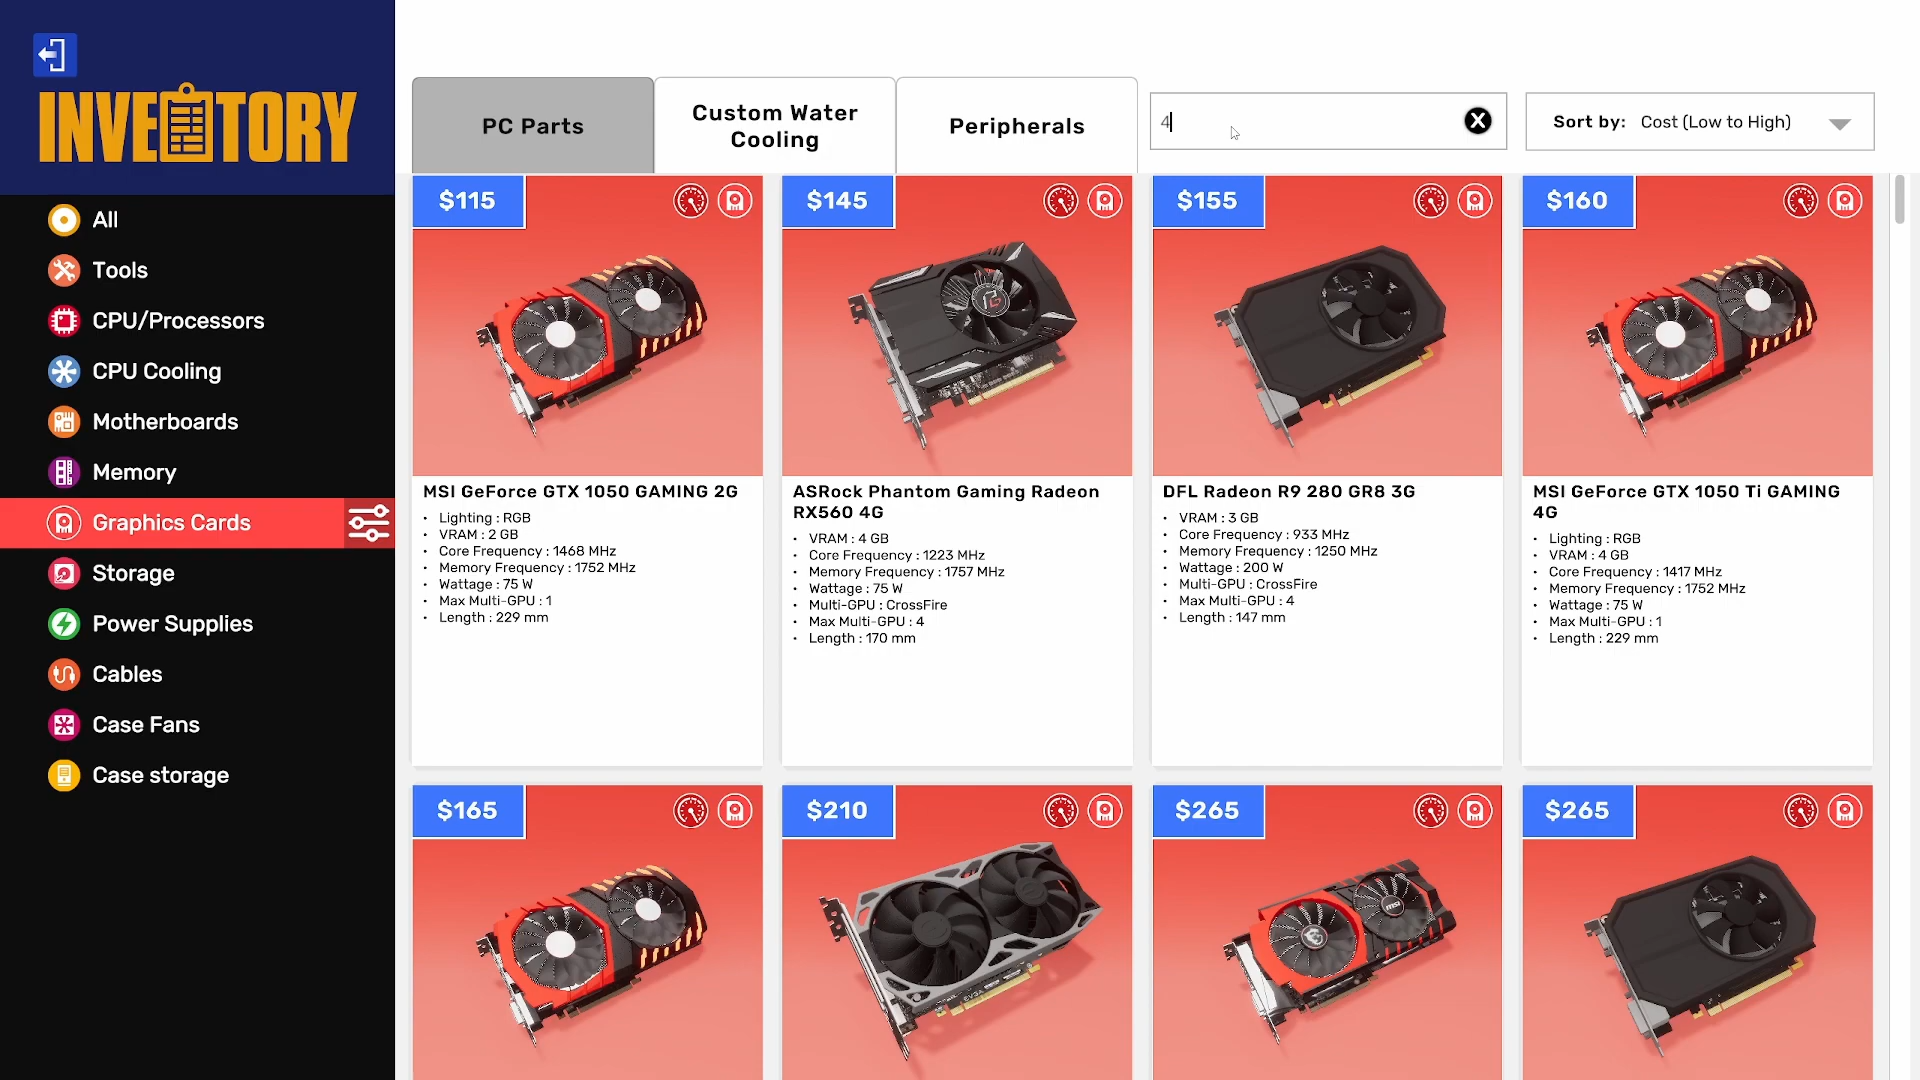 INVENTORY
PC Parts
Custom Water
Cooling
Peripherals
4
Sort by: Cost (Low to High)
All
Tools
CPU/Processors
CPU Cooling
Motherboards
Memory
Graphics Cards
Storage
Power Supplies
Cables
Case Fans
Case storage
$115
MSI GeForce GTX 1050 GAMING 2G
• Lighting : RGB
• VRAM : 2 GB
• Core Frequency : 1468 MHz
• Memory Frequency : 1752 MHz
• Wattage : 75 W
• Max Multi-GPU : 1
• Length : 229 mm
$145
ASRock Phantom Gaming Radeon
RX560 4G
• VRAM : 4 GB
• Core Frequency : 1223 MHz
• Memory Frequency : 1757 MHz
• Wattage : 75 W
• Multi-GPU : CrossFire
• Max Multi-GPU : 4
• Length : 170 mm
$155
DFL Radeon R9 280 GR8 3G
• VRAM : 3 GB
• Core Frequency : 933 MHz
• Memory Frequency : 1250 MHz
• Wattage : 200 W
• Multi-GPU : CrossFire
• Max Multi-GPU : 4
• Length : 147 mm
$160
MSI GeForce GTX 1050 Ti GAMING
4G
• Lighting : RGB
• VRAM : 4 GB
• Core Frequency : 1417 MHz
• Memory Frequency : 1752 MHz
• Wattage : 75 W
• Max Multi-GPU : 1
• Length : 229 mm
$165
$210
EVGA
$265
msi
$265